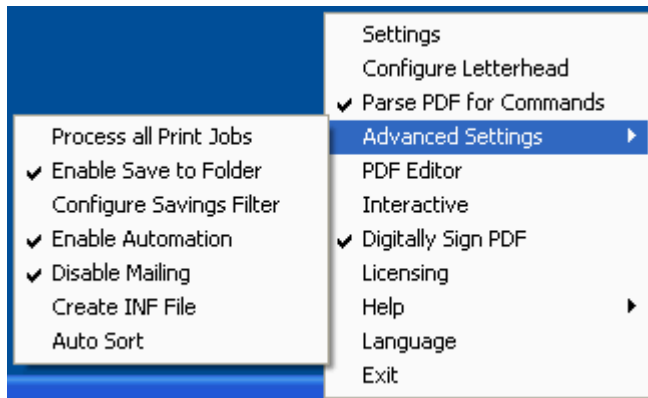 Settings
Configure Letterhead
Parse PDF for Commands
Advanced Settings
PDF Editor
Interactive
Digitally Sign PDF
Licensing
Help
Language
Exit
Process all Print Jobs
Enable Save to Folder
Configure Savings Filter
Enable Automation
Disable Mailing
Create INF File
Auto Sort